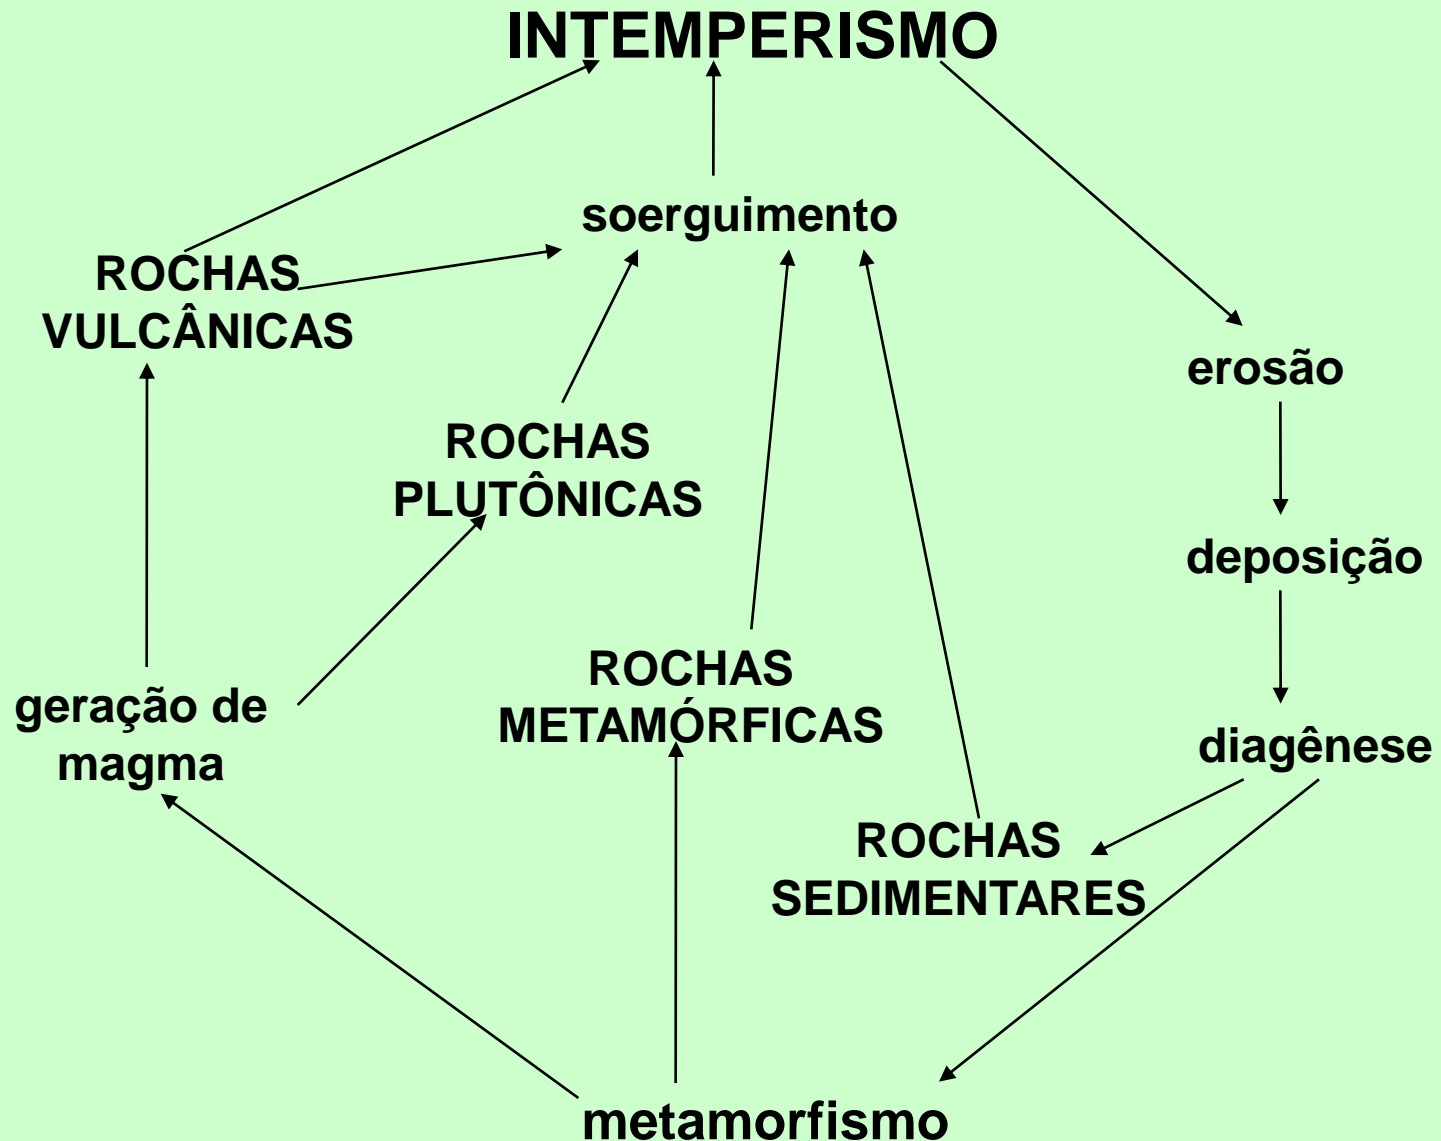 INTEMPERISMO
soerguimento
ROCHAS
VULCÂNICAS
erosão
ROCHAS
PLUTÔNICAS
deposição
ROCHAS
METAMÓRFICAS
geração de
magma
diagênese
ROCHAS
SEDIMENTARES
metamorfismo